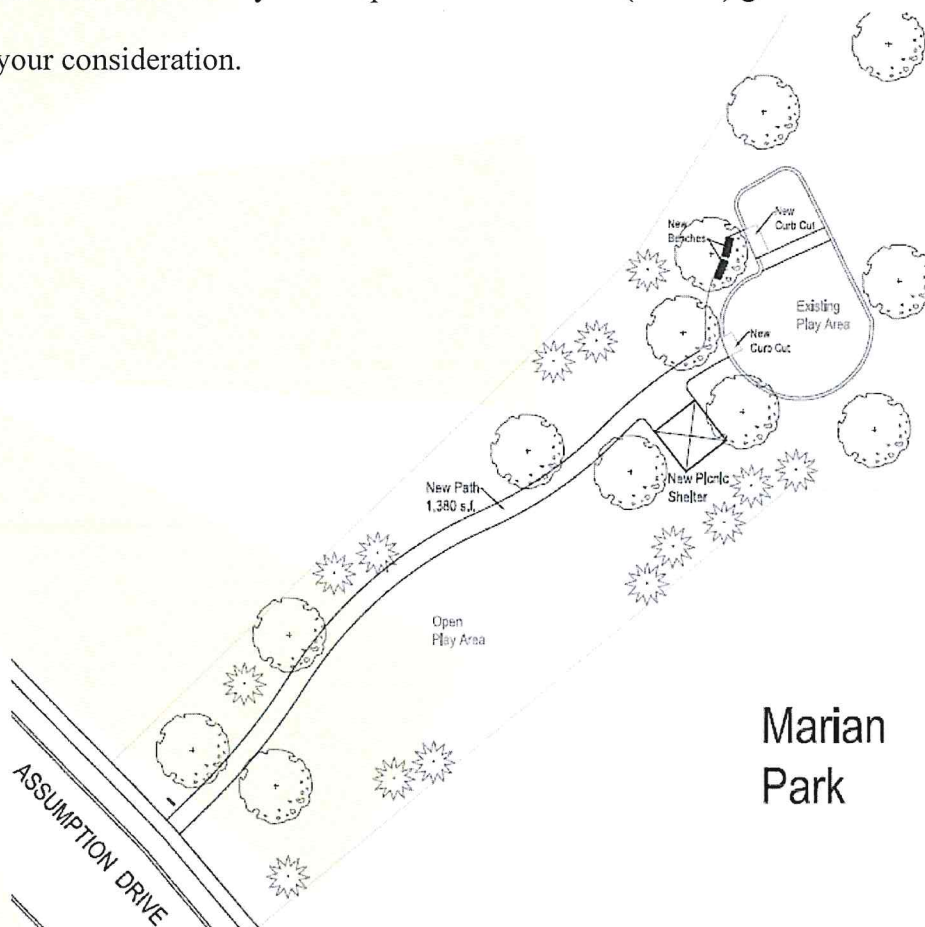 your consideration.
New
Benches
New
Curb Cut
Existing
Play Area
New
Curb Cut
New Path
1,380 s.f.
New Picnic
Shelter
Open
Play Area
Marian
Park
ASSUMPTION DRIVE